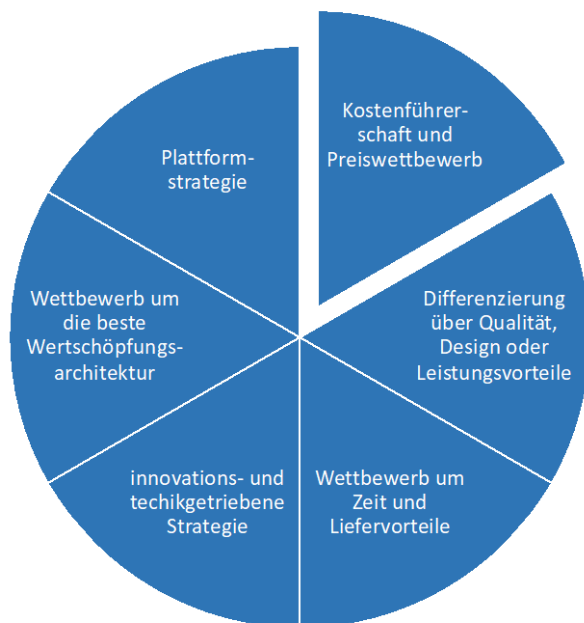 Kostenführer-
schaft und
Preiswettbewerb
Differenzierung
über Qualität,
Design oder
Leistungsvorteile
Wettbewerb um
Zeit und
Liefervorteile
innovations- und
techikgetriebene
Strategie
Wettbewerb um
die beste
Wertschöpfungs-
architektur
Plattform-
strategie